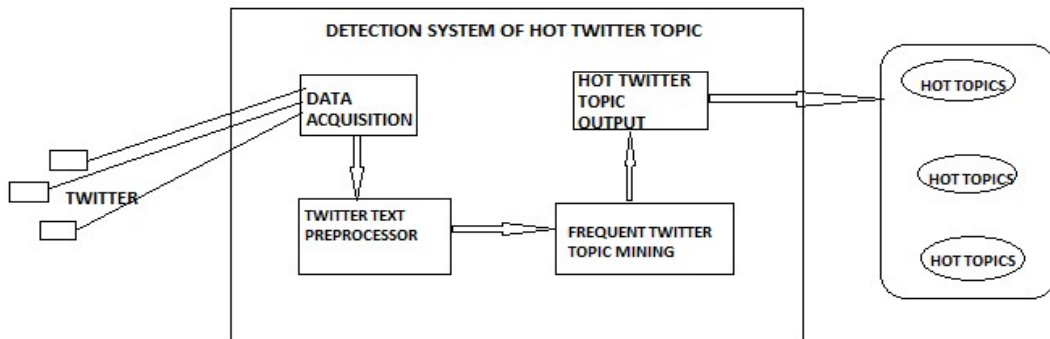 DETECTION SYSTEM OF HOT TWITTER TOPIC
TWITTER
DATA
ACQUISITION
TWITTER TEXT
PREPROCESSOR
FREQUENT TWITTER
TOPIC MINING
HOT TWITTER
TOPIC
OUTPUT
HOT TOPICS
HOT TOPICS
HOT TOPICS